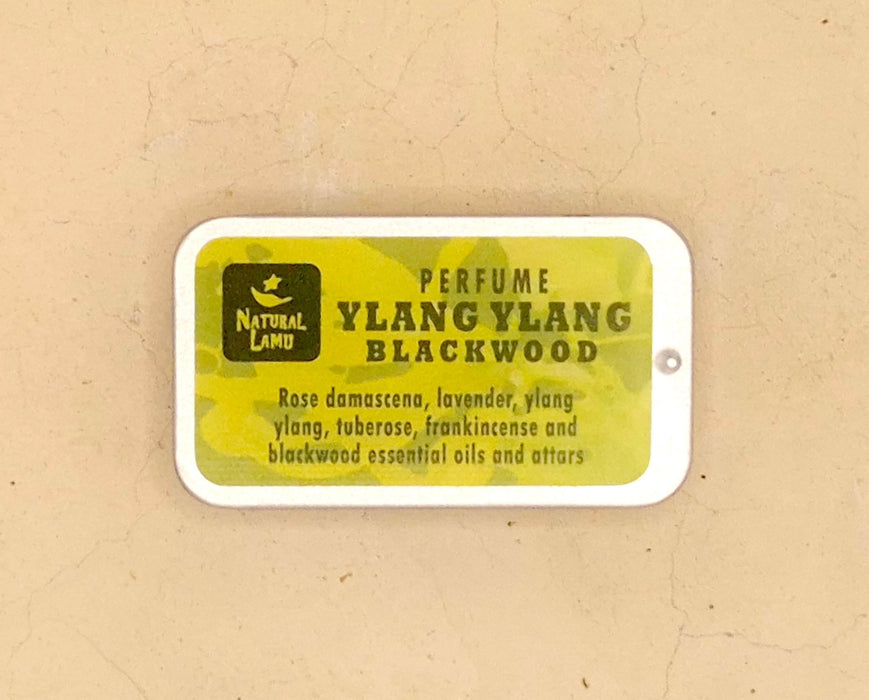 NATURAL
LAMU
PERFUME
YLANG YLANG
BLACKWOOD
Rose damascena, lavender, ylang
ylang, tuberose, frankincense and
blackwood essential oils and attars